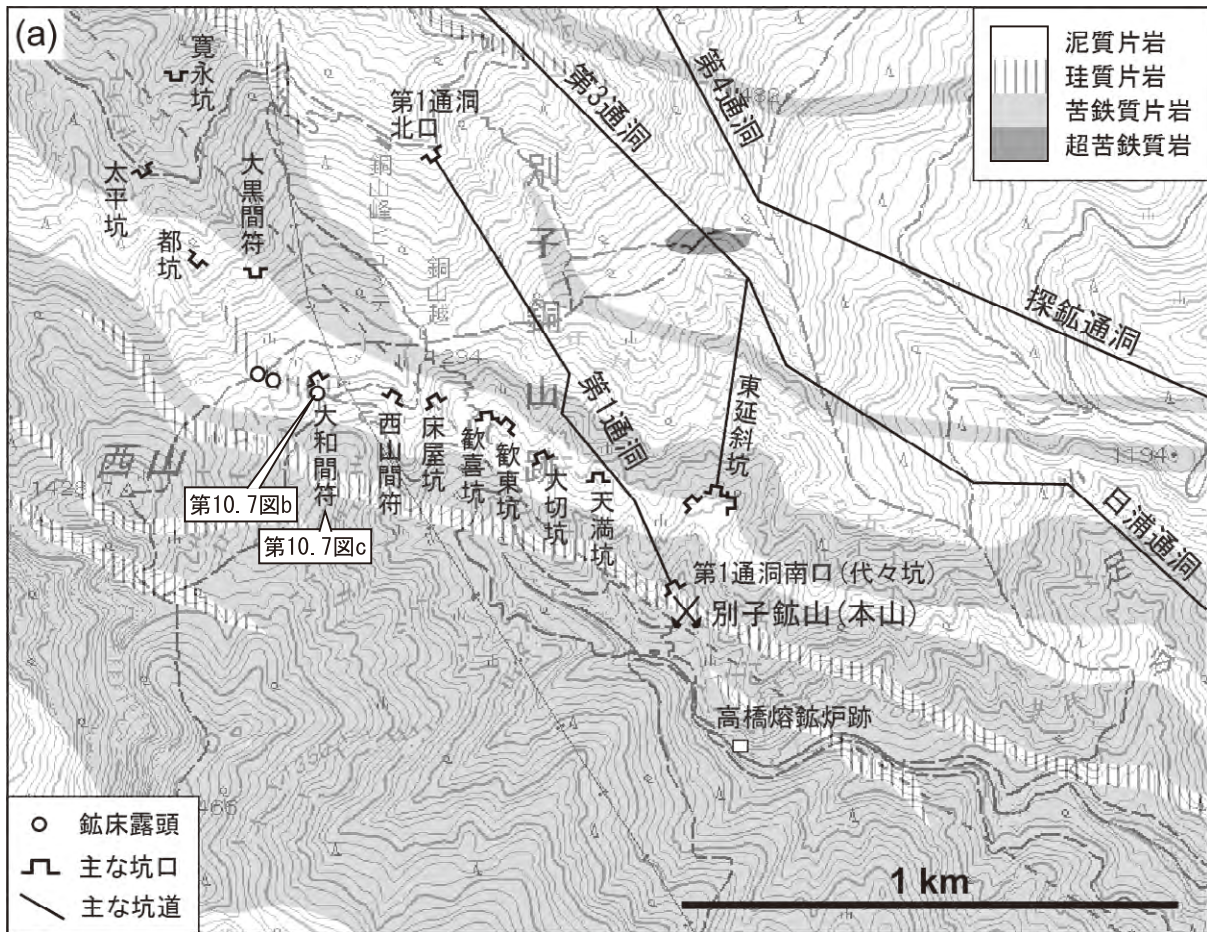 (a)
泥質片岩
珪質片岩
苦鉄質片岩
超苦鉄質岩
寛永坑
第1通洞
北口
第3通洞
第4通洞
太平坑
大黒間符
都坑
別子銅山跡
銅山越
1294
第1通洞
東延斜坑
探鉱通洞
日浦通洞
1194
西山
1428
大和間符
西山間符
床屋坑
歓喜坑
歓東坑
大切坑
天満坑
第10.7図b
第10.7図c
第1通洞南口(代々坑)
別子鉱山(本山)
高橋熔鉱炉跡
鉱床露頭
主な坑口
主な坑道
1 km